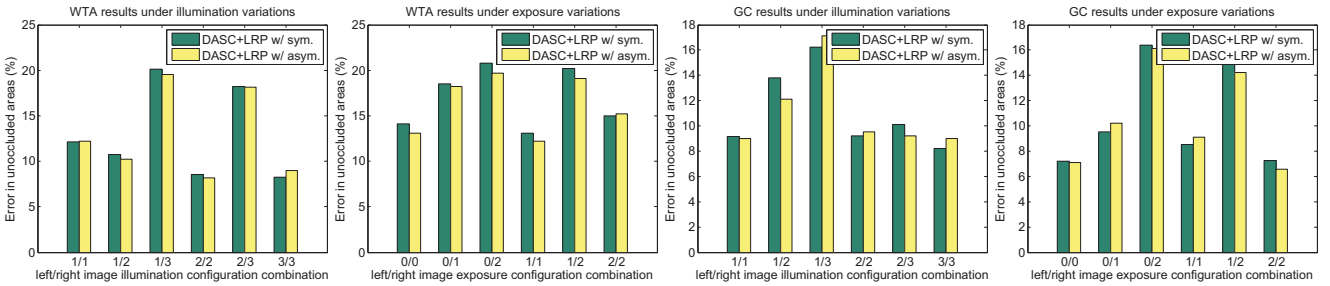 WTA results under illumination variations
25
20
15
10
5
0
Error in unoccluded areas (%)
DASC+LRP w/ sym.
DASC+LRP w/ asym.
1/1 1/2 1/3 2/2 2/3 3/3
left/right image illumination configuration combination
WTA results under exposure variations
25
20
15
10
5
0
Error in unoccluded areas (%)
DASC+LRP w/ sym.
DASC+LRP w/ asym.
0/0 0/1 0/2 1/1 1/2 2/2
left/right image exposure configuration combination
GC results under illumination variations
18
16
14
12
10
8
6
4
2
0
Error in unoccluded areas (%)
DASC+LRP w/ sym.
DASC+LRP w/ asym.
1/1 1/2 1/3 2/2 2/3 3/3
left/right image illumination configuration combination
GC results under exposure variations
18
16
14
12
10
8
6
4
2
0
Error in unoccluded areas (%)
DASC+LRP w/ sym.
DASC+LRP w/ asym.
0/0 0/1 0/2 1/1 1/2 2/2
left/right image exposure configuration combination